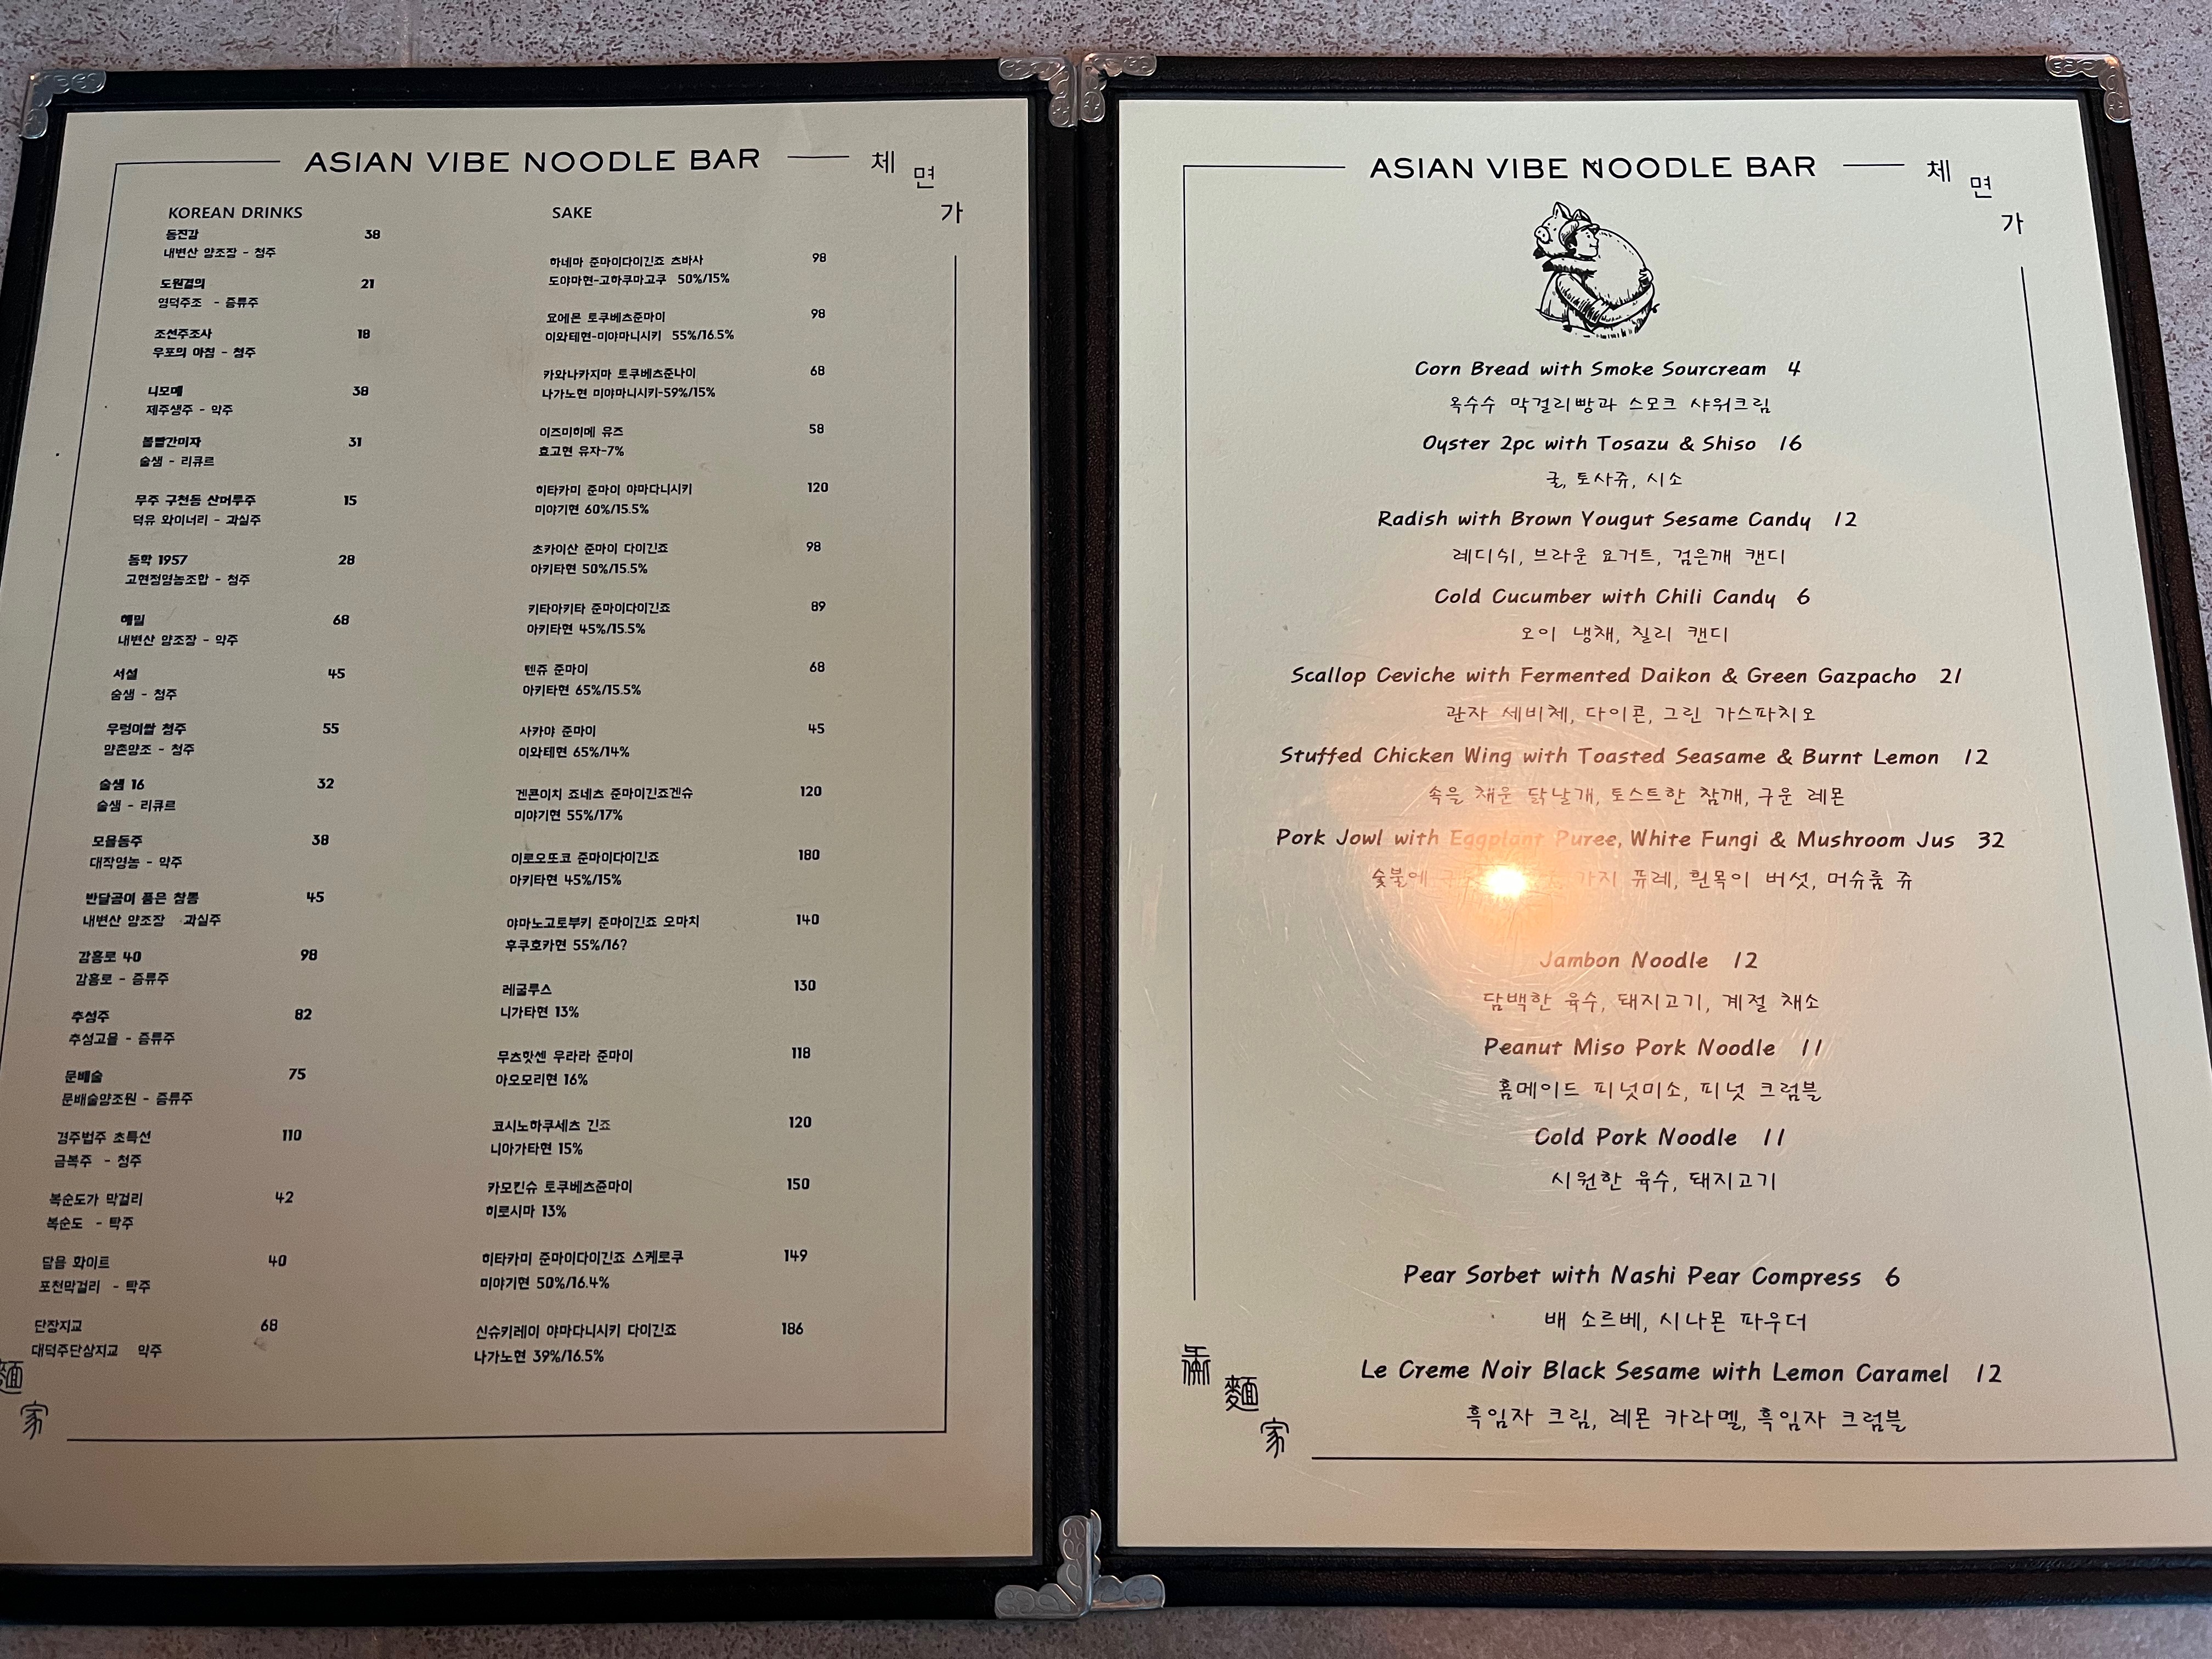 ASIAN VIBE NOODLE BAR
체면가
KOREAN DRINKS
동진강 38
내변산 양조장 - 청주
도원결의 21
영덕주조 - 증류주
조선주조사 18
우포의 아침 - 청주
니모메 38
제주샘주 - 약주
볼빨간미자 31
술샘 - 리큐르
무주 구천동 산머루주 15
덕유 와이너리 - 과실주
동학 1957 28
고현정영농조합 - 청주
해밀 68
내변산 양조장 - 약주
서설 45
술샘 - 청주
우렁이쌀 청주 55
양촌양조 - 청주
술샘 16 32
술샘 - 리큐르
모월동주 38
대작영농 - 약주
반달곰이 품은 참뽕 45
내변산 양조장 과실주
감홍로 40 98
감홍로 - 증류주
추성주 82
추성고을 - 증류주
문배술 75
문배술양조원 - 증류주
경주법주 초특선 110
금복주 - 청주
복순도가 막걸리 42
복순도 - 탁주
담은 화이트 40
포천막걸리 - 탁주
단장지교 68
대덕주단상지교 약주
SAKE
하네마 준마이다이긴죠 츠바사 98
도야마현-고하쿠마고쿠 50%/15%
요에몬 토쿠베츠준마이 98
이와테현-미야마니시키 55%/16.5%
카와나카지마 토쿠베츠준나이 68
나가노현 미야마니시키-59%/15%
이즈미히메 유즈 58
효고현 유자-7%
히타카미 준마이 야마다니시키 120
미야기현 60%/15.5%
초카이산 준마이 다이긴죠 98
아키타현 50%/15.5%
키타아키타 준마이다이긴죠 89
아키타현 45%/15.5%
텐쥬 준마이 68
아키타현 65%/15.5%
사카야 준마이 45
이와테현 65%/14%
겐콘이치 죠네츠 준마이긴죠겐슈 120
미야기현 55%/17%
이로오또코 준마이다이긴죠 180
아키타현 45%/15%
야마노고토부키 준마이긴죠 오마치 140
후쿠호카현 55%/16?
레굴루스 130
니가타현 13%
무츠핫센 우라라 준마이 118
아오모리현 16%
코시노하쿠세츠 긴죠 120
니아가타현 15%
카모킨슈 토쿠베츠쥰마이 150
히로시마 13%
히타카미 준마이다이긴죠 스케로쿠 149
미야기현 50%/16.4%
신슈키레이 야마다니시키 다이긴죠 186
나가노현 39%/16.5%
麵家
ASIAN VIBE NOODLE BAR
체면가
Corn Bread with Smoke Sourcream 4
옥수수 막걸리빵과 스모크 샤워크림
Oyster 2pc with Tosazu & Shiso 16
굴, 토사쥬, 시소
Radish with Brown Yougut Sesame Candy 12
레디쉬, 브라운 요거트, 검은깨 캔디
Cold Cucumber with Chili Candy 6
오이 냉채, 칠리 캔디
Scallop Ceviche with Fermented Daikon & Green Gazpacho 21
관자 세비체, 다이콘, 그린 가스파치오
Stuffed Chicken Wing with Toasted Seasame & Burnt Lemon 12
속을 채운 닭날개, 토스트한 참깨, 구운 레몬
Pork Jowl with Eggplant Puree, White Fungi & Mushroom Jus 32
숯불에 가지 퓨레, 흰목이 버섯, 머슈룸 쥬
Jambon Noodle 12
담백한 육수, 돼지고기, 계절 채소
Peanut Miso Pork Noodle 11
홈메이드 피넛미소, 피넛 크럼블
Cold Pork Noodle 11
시원한 육수, 돼지고기
Pear Sorbet with Nashi Pear Compress 6
배 소르베, 시나몬 파우더
Le Creme Noir Black Sesame with Lemon Caramel 12
흑임자 크림, 레몬 카라멜, 흑임자 크럼블
麵家